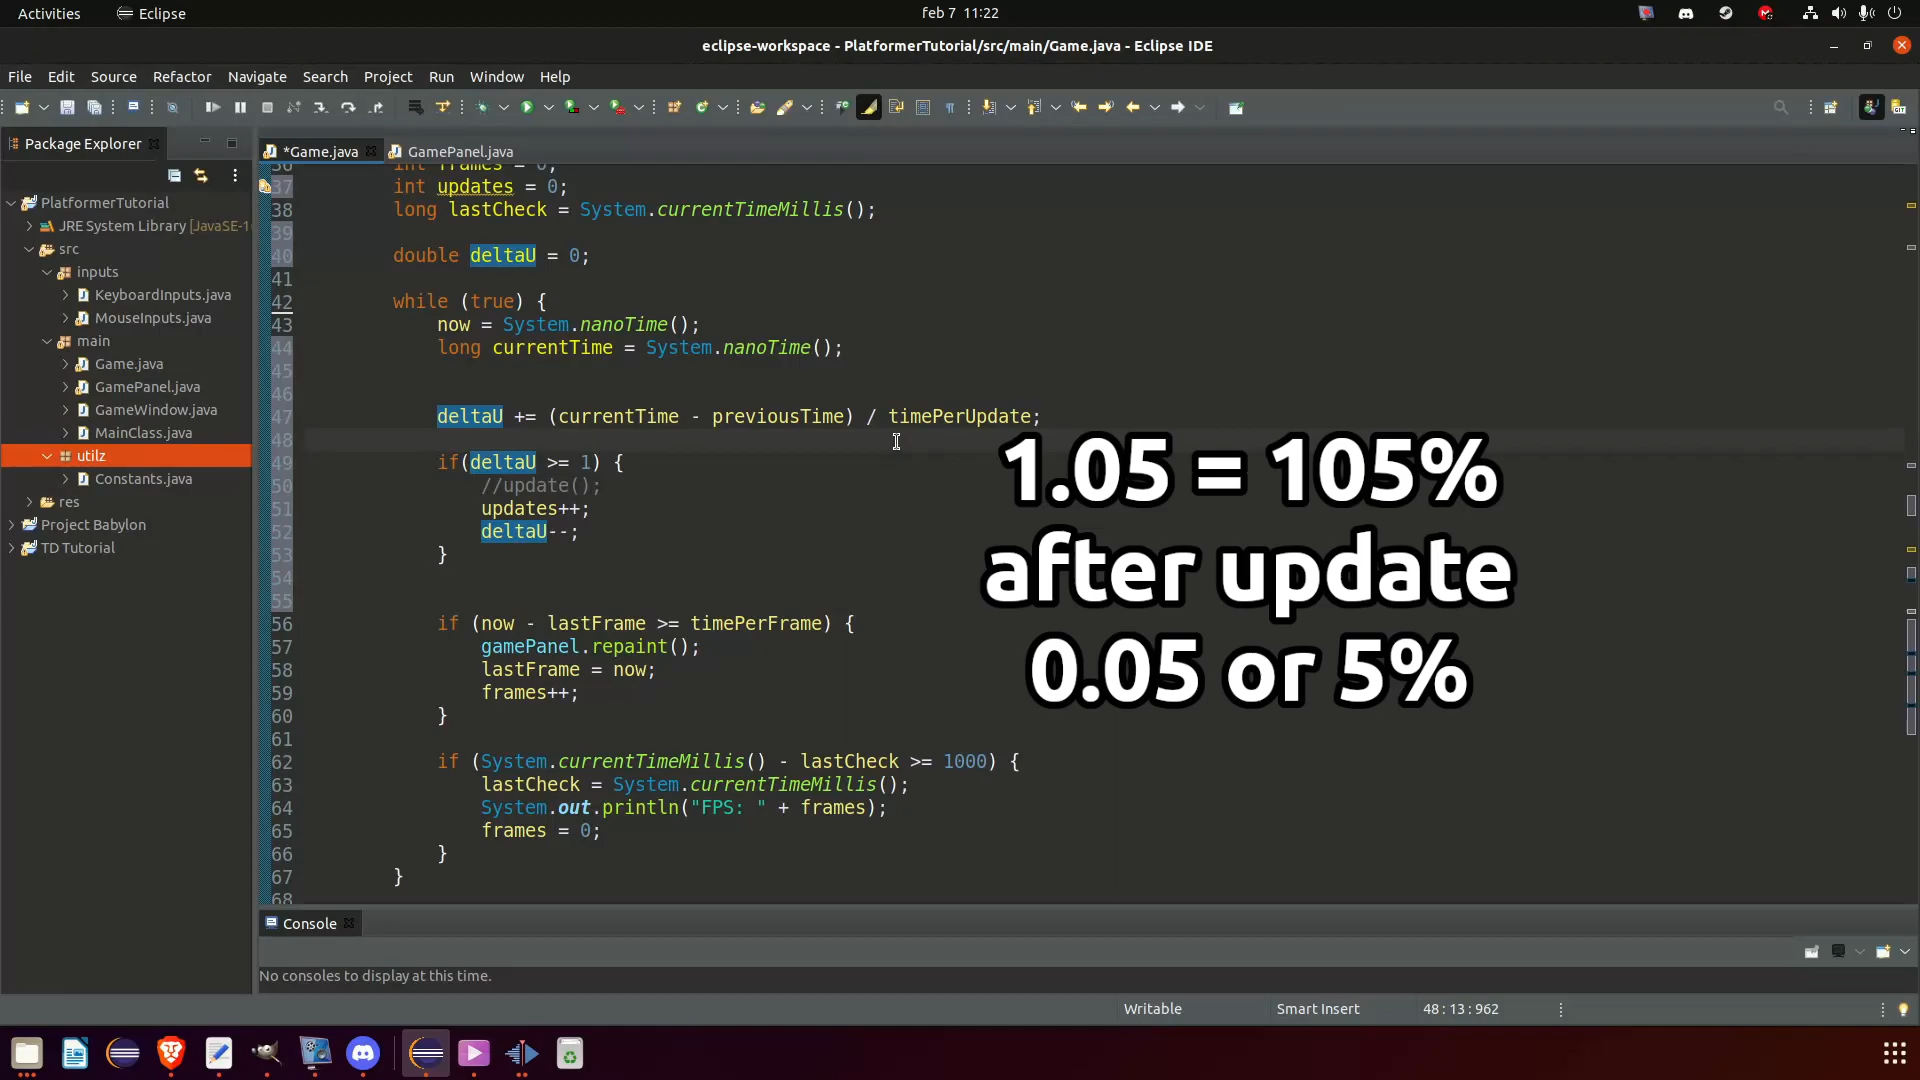 Activities
Eclipse
feb 7 11:22
eclipse-workspace - PlatformerTutorial/src/main/Game.java - Eclipse IDE
File Edit Source Refactor Navigate Search Project Run Window Help
Package Explorer
PlatformerTutorial
JRE System Library [JavaSE-1
src
inputs
KeyboardInputs.java
MouseInputs.java
main
Game.java
GamePanel.java
GameWindow.java
MainClass.java
utilz
Constants.java
res
Project Babylon
TD Tutorial
*Game.java
GamePanel.java
36 int frames = 0;
37 int updates = 0;
38 long lastCheck = System.currentTimeMillis();
39
40 double deltaU = 0;
41
42 while (true) {
43 now = System.nanoTime();
44 long currentTime = System.nanoTime();
45
46
47 deltaU += (currentTime - previousTime) / timePerUpdate;
48
49 if(deltaU >= 1) {
50 //update();
51 updates++;
52 deltaU--;
53 }
54
55
56 if (now - lastFrame >= timePerFrame) {
57 gamePanel.repaint();
58 lastFrame = now;
59 frames++;
60 }
61
62 if (System.currentTimeMillis() - lastCheck >= 1000) {
63 lastCheck = System.currentTimeMillis();
64 System.out.println("FPS: " + frames);
65 frames = 0;
66 }
67 }
68
1.05 = 105%
after update
0.05 or 5%
Console
No consoles to display at this time.
Writable
Smart Insert
48 : 13 : 962